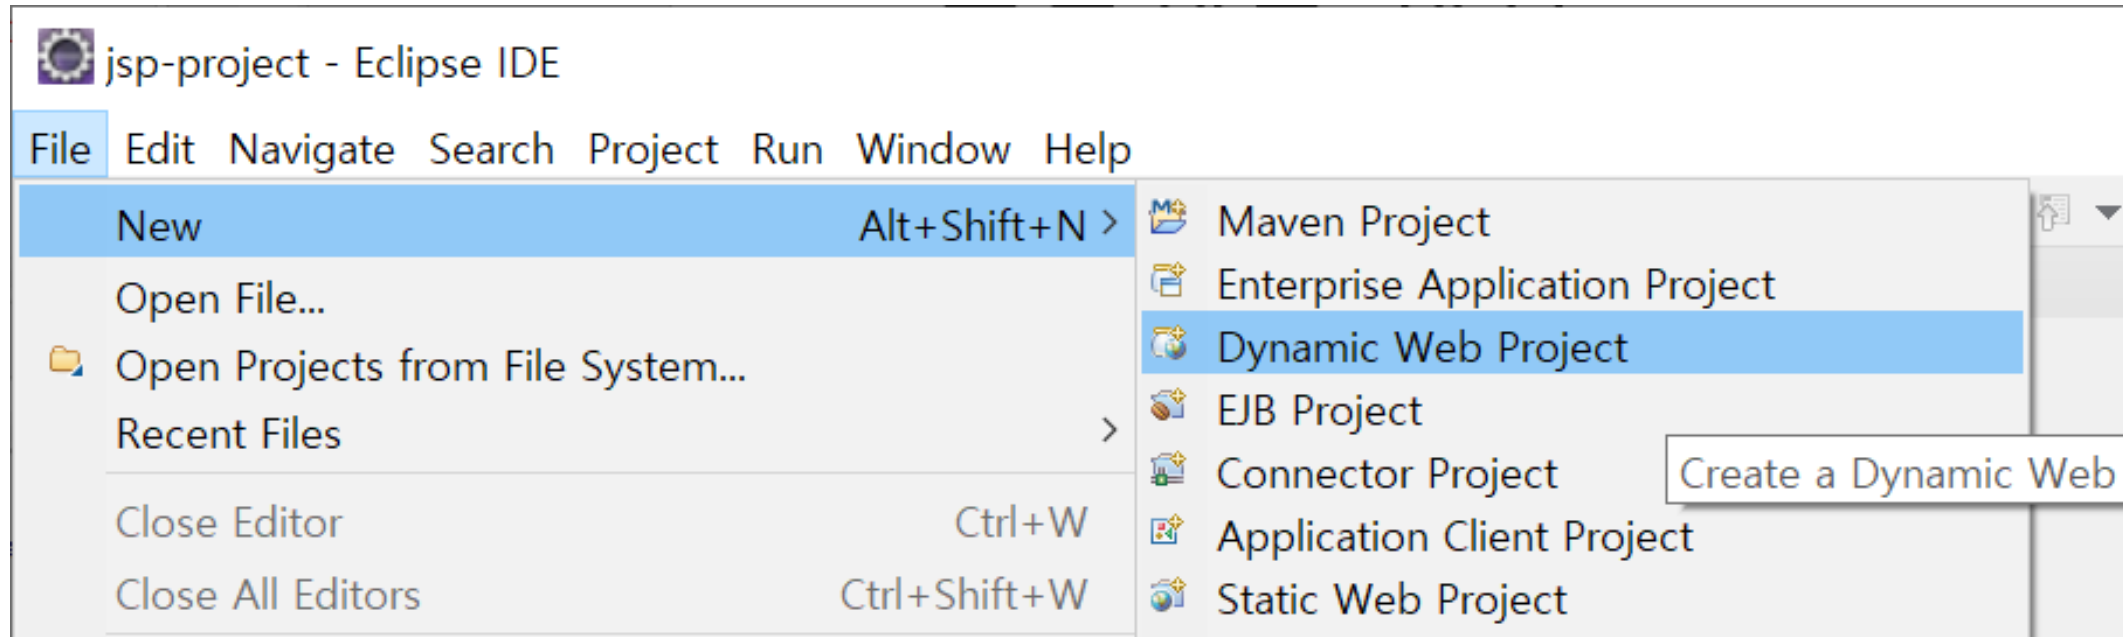 jsp-project - Eclipse IDE
File Edit Navigate Search Project Run Window Help
New Alt+Shift+N >
Open File...
Open Projects from File System...
Recent Files >
Close Editor Ctrl+W
Close All Editors Ctrl+Shift+W
Maven Project
Enterprise Application Project
Dynamic Web Project
EJB Project
Connector Project
Create a Dynamic Web
Application Client Project
Static Web Project